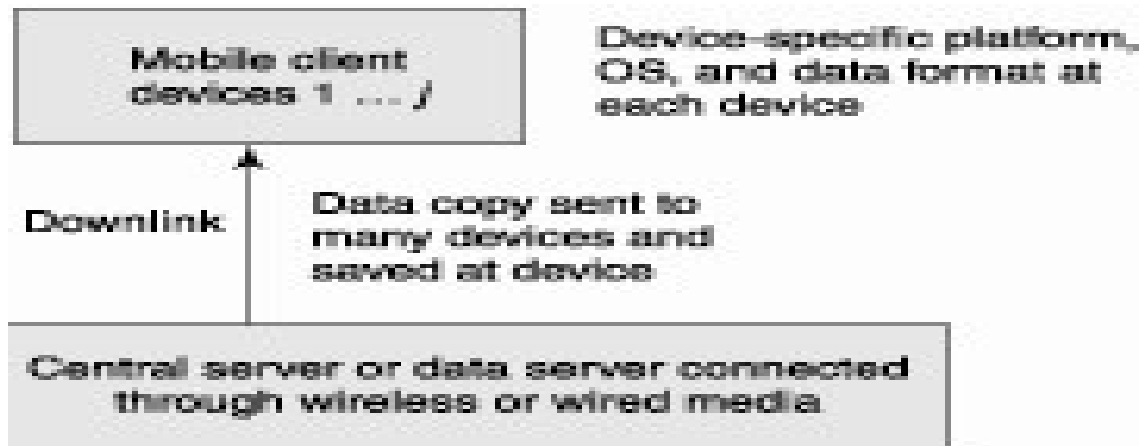 Mobile client
devices 1 ... j
Device-specific platform,
OS, and data format at
each device
Downlink
Data copy sent to
many devices and
saved at device
Central server or data server connected
through wireless or wired media